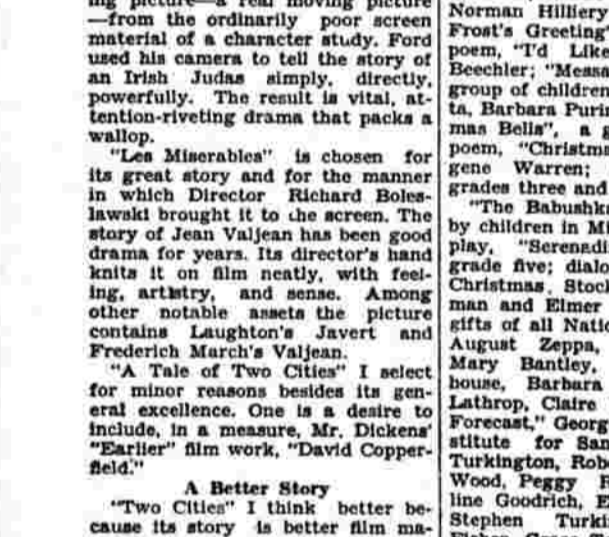 ing picture—a real moving picture
—from the ordinarily poor screen
material of a character study. Ford
used his camera to tell the story of
an Irish Judas simply, directly,
powerfully. The result is vital, at-
tention-riveting drama that packs a
wallop.
"Les Miserables" is chosen for
its great story and for the manner
in which Director Richard Boles-
lawski brought it to the screen. The
story of Jean Valjean has been good
drama for years. Its director's hand
knits it on film neatly, with feel-
ing, artistry, and sense. Among
other notable assets the picture
contains Laughton's Javert and
Frederich March's Valjean.
"A Tale of Two Cities" I select
for minor reasons besides its gen-
eral excellence. One is a desire to
include, in a measure, Mr. Dickens'
"Earlier" film work, "David Copper-
field."
A Better Story
"Two Cities" I think better be-
cause its story is better film ma-
Norman Hilliery
Frost's Greeting"
poem, "I'd Like
Beechler; "Messa
group of children
ta, Barbara Puri
mas Bells", a g
poem, "Christma
gene Warren;
grades three and
"The Babushk
by children in Mi
play, "Serenadi
grade five; dialo
Christmas Stock
man and Elmer
gifts of all Natio
August Zeppa,
Mary Bantley,
house, Barbara
Lathrop, Claire
Forecast," Georg
stitute for San
Turkington, Rob
Wood, Peggy
line Goodrich, E
Stephen Turki